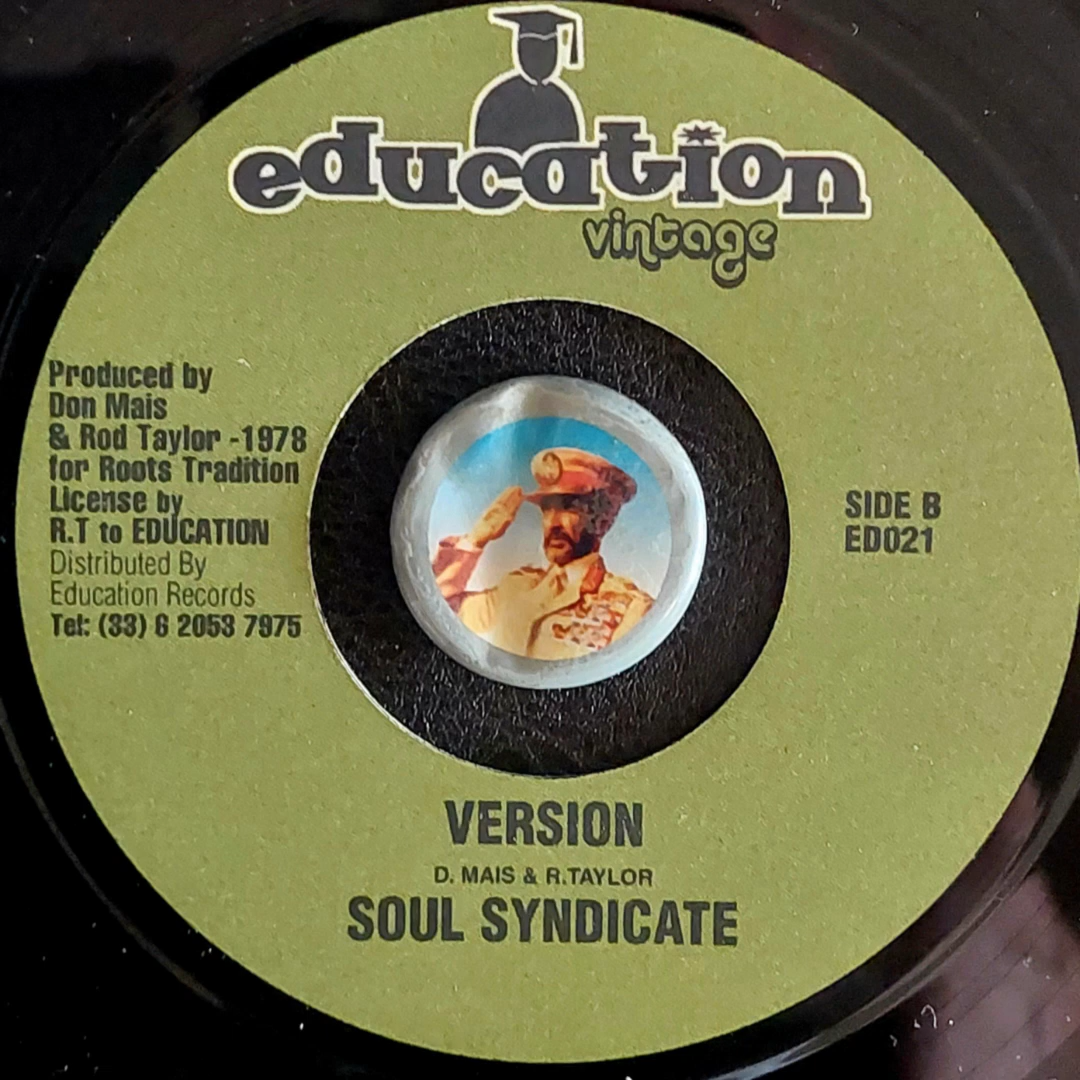 education
vintage
Produced by
Don Mais
& Rod Taylor -1978
for Roots Tradition
License by
R.T to EDUCATION
Distributed By
Education Records
Tel: (33) 6 2053 7975
SIDE B
ED021
VERSION
D. MAIS & R.TAYLOR
SOUL SYNDICATE